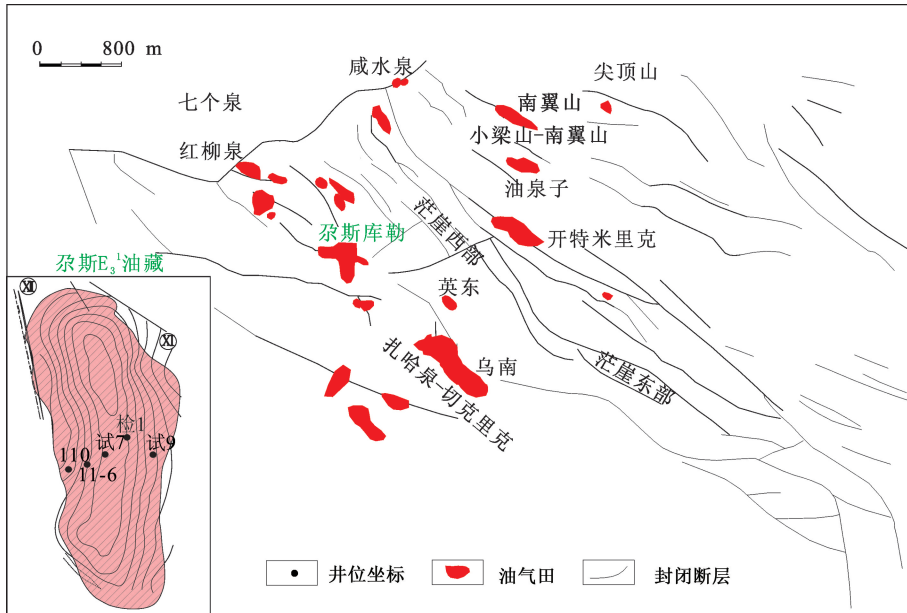 0 800 m
咸水泉
尖顶山
七个泉
南翼山
小梁山-南翼山
红柳泉
油泉子
尕斯库勒
茫崖西部
开特米里克
尕斯E₃¹油藏
英东
Ⅻ
Ⅺ
扎哈泉-切克里克
乌南
茫崖东部
检1
试7
试9
110
11-6
井位坐标
油气田
封闭断层